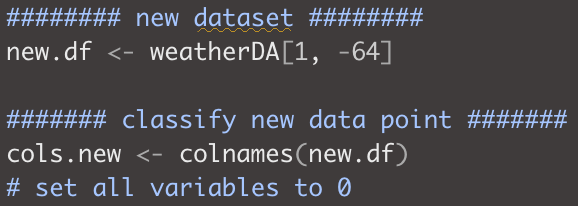 ######## new dataset ########
new.df <- weatherDA[1, -64]
####### classify new data point #######
cols.new <- colnames(new.df)
# set all variables to 0